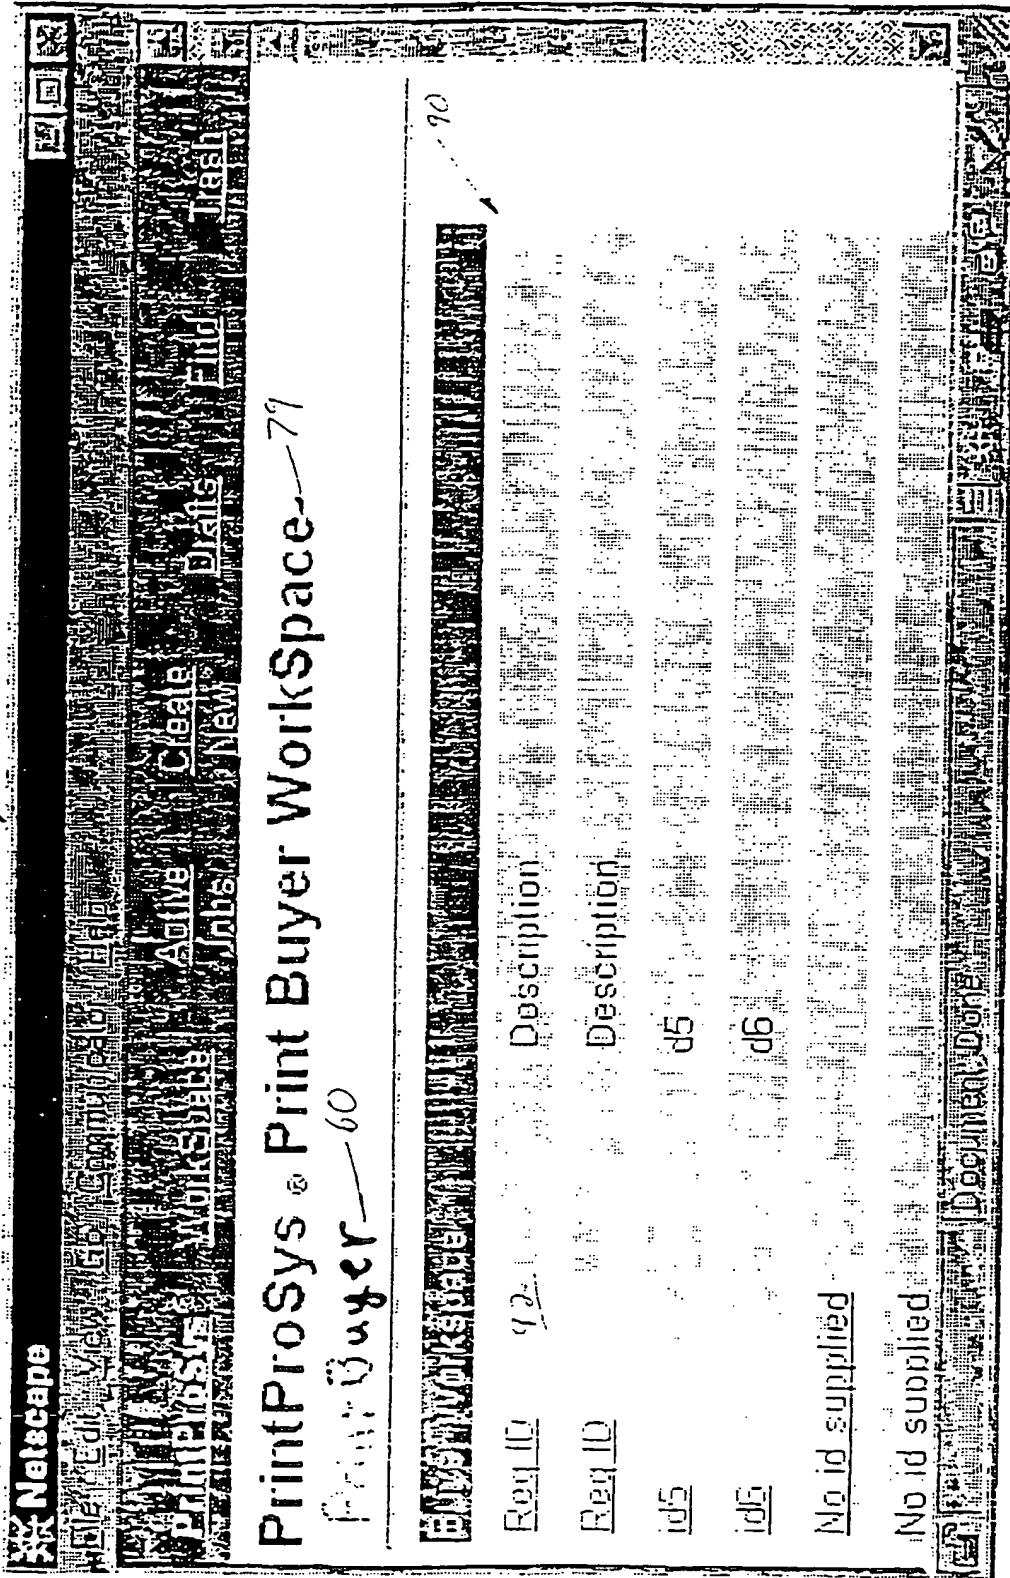 Netscape
File Edit View Go Communicator Help
PrintProSys WorkSpace Active Jobs Create New Drafts Find Trash
PrintProSys® Print Buyer WorkSpace 79
Print Buyer 60
90
Req ID 92 Description
Req ID Description
id5 d5
id6 d6
No id supplied
No id supplied
Document: Done